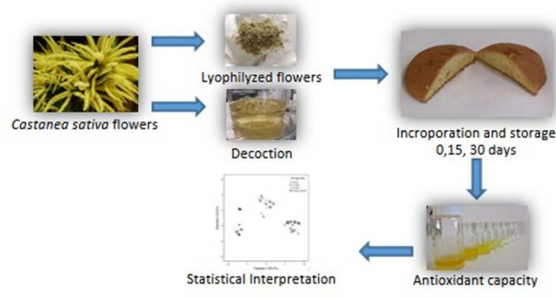 Lyophilyzed flowers
Castanea sativa flowers
Decoction
Incroporation and storage
0,15, 30 days
Statistical Interpretation
Antioxidant capacity